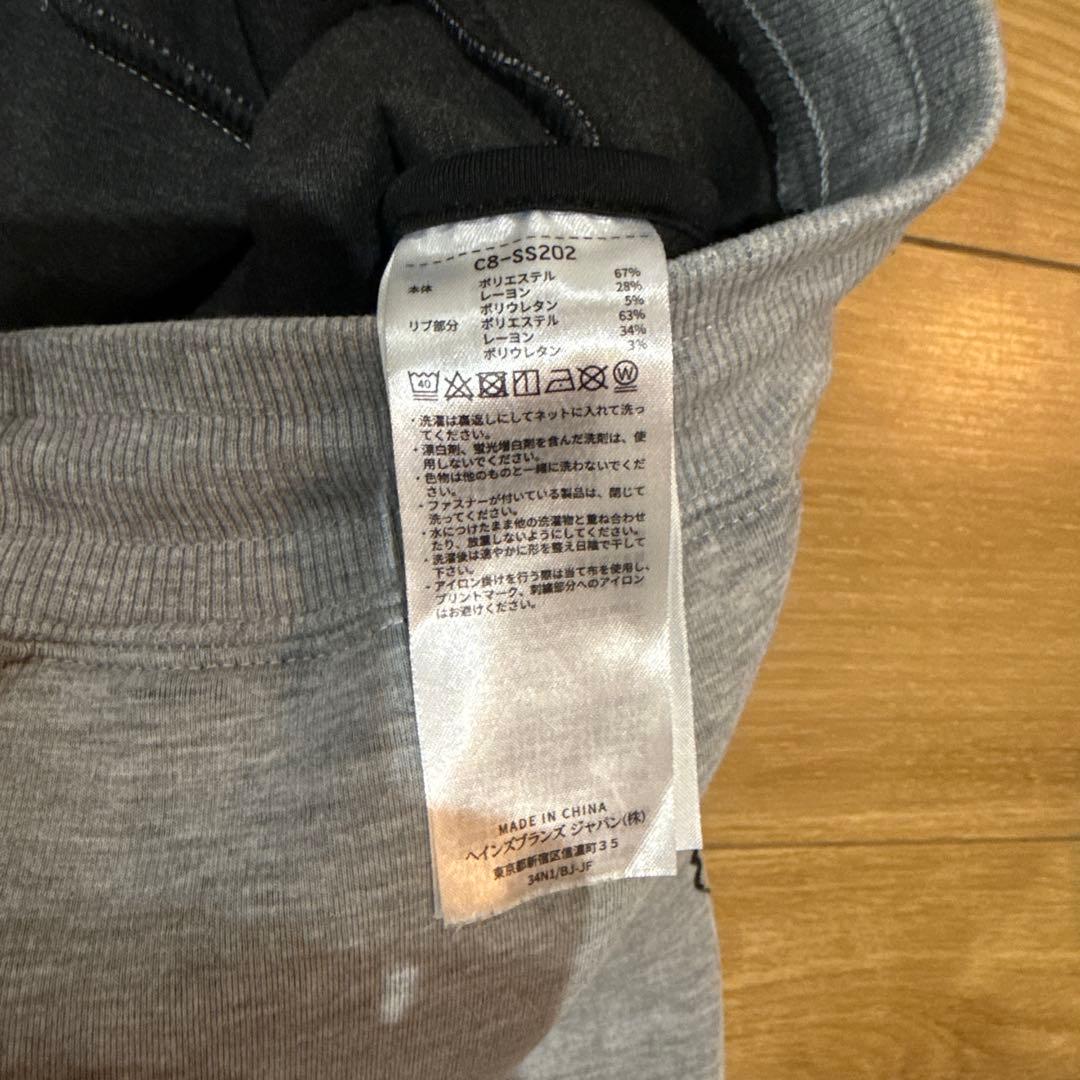 C8-SS202
本体 ポリエステル 67%
レーヨン 28%
ポリウレタン 5%
リブ部分 ポリエステル 63%
レーヨン 34%
ポリウレタン 3%
40 W
・洗濯は裏返しにしてネットに入れて洗っ
てください。
・漂白剤、蛍光増白剤を含んだ洗剤は、使
用しないでください。
・色物は他のものと一緒に洗わないでくだ
さい。
・ファスナーが付いている製品は、閉じて
洗ってください。
・水につけたまま他の洗濯物と重ね合わせ
たり、放置しないようにしてください。
・洗濯後は速やかに形を整え日陰で干して
下さい。
・アイロン掛けを行う際は当て布を使用し、
プリントマーク、刺繍部分へのアイロン
はお避けください。
MADE IN CHINA
ヘインズブランズ ジャパン(株)
東京都新宿区信濃町35
34N1/BJ-JF